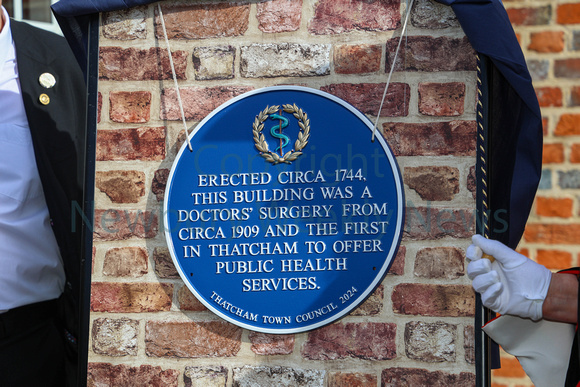 ERECTED CIRCA 1744.
THIS BUILDING WAS A
DOCTORS' SURGERY FROM
CIRCA 1909 AND THE FIRST
IN THATCHAM TO OFFER
PUBLIC HEALTH
SERVICES.
THATCHAM TOWN COUNCIL 2024
Copyright